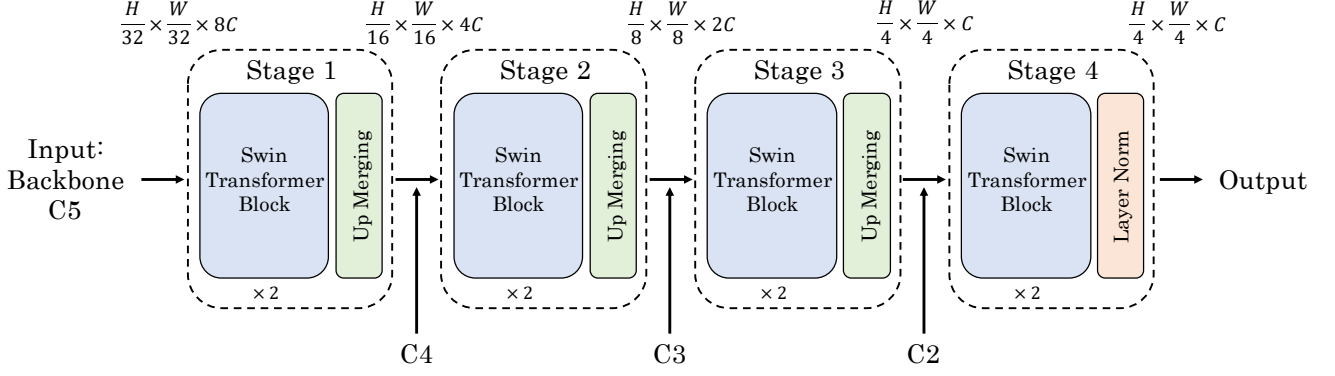 H/32 × W/32 × 8C
H/16 × W/16 × 4C
H/8 × W/8 × 2C
H/4 × W/4 × C
H/4 × W/4 × C
Stage 1
Stage 2
Stage 3
Stage 4
Input:
Backbone
C5
Swin
Transformer
Block
Up Merging
× 2
Swin
Transformer
Block
Up Merging
× 2
Swin
Transformer
Block
Up Merging
× 2
Swin
Transformer
Block
Layer Norm
× 2
Output
C4
C3
C2